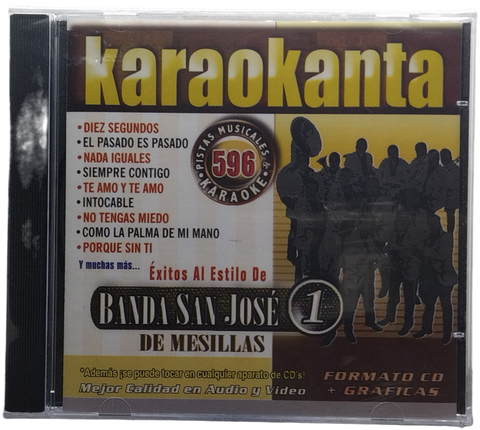 karaokanta
• DIEZ SEGUNDOS
• EL PASADO ES PASADO
• NADA IGUALES
• SIEMPRE CONTIGO
• TE AMO Y TE AMO
• INTOCABLE
• NO TENGAS MIEDO
• COMO LA PALMA DE MI MANO
• PORQUE SIN TI
Y muchas más...
• PISTAS MUSICALES &
596
KARAOKE •
Éxitos Al Estilo De
BANDA SAN JOSÉ 1
DE MESILLAS
*Además ¡se puede tocar en cualquier aparato de CD's!
Mejor Calidad en Audio y Video
FORMATO CD
+ GRAFICAS